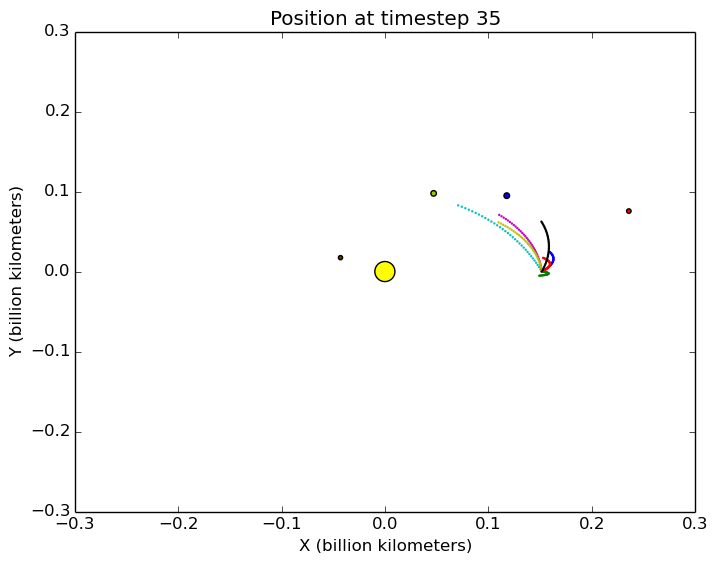 Position at timestep 35
0.3
0.2
0.1
0.0
−0.1
−0.2
−0.3
Y (billion kilometers)
−0.3 −0.2 −0.1 0.0 0.1 0.2 0.3
X (billion kilometers)